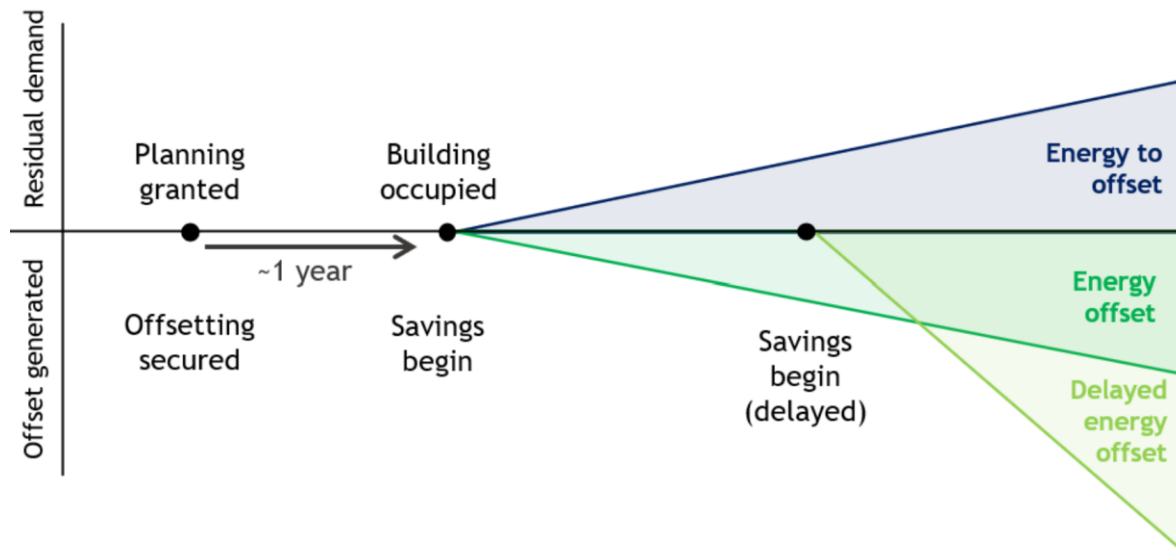 Residual demand
Offset generated
Planning
granted
Building
occupied
~1 year
Offsetting
secured
Savings
begin
Savings
begin
(delayed)
Energy to
offset
Energy
offset
Delayed
energy
offset